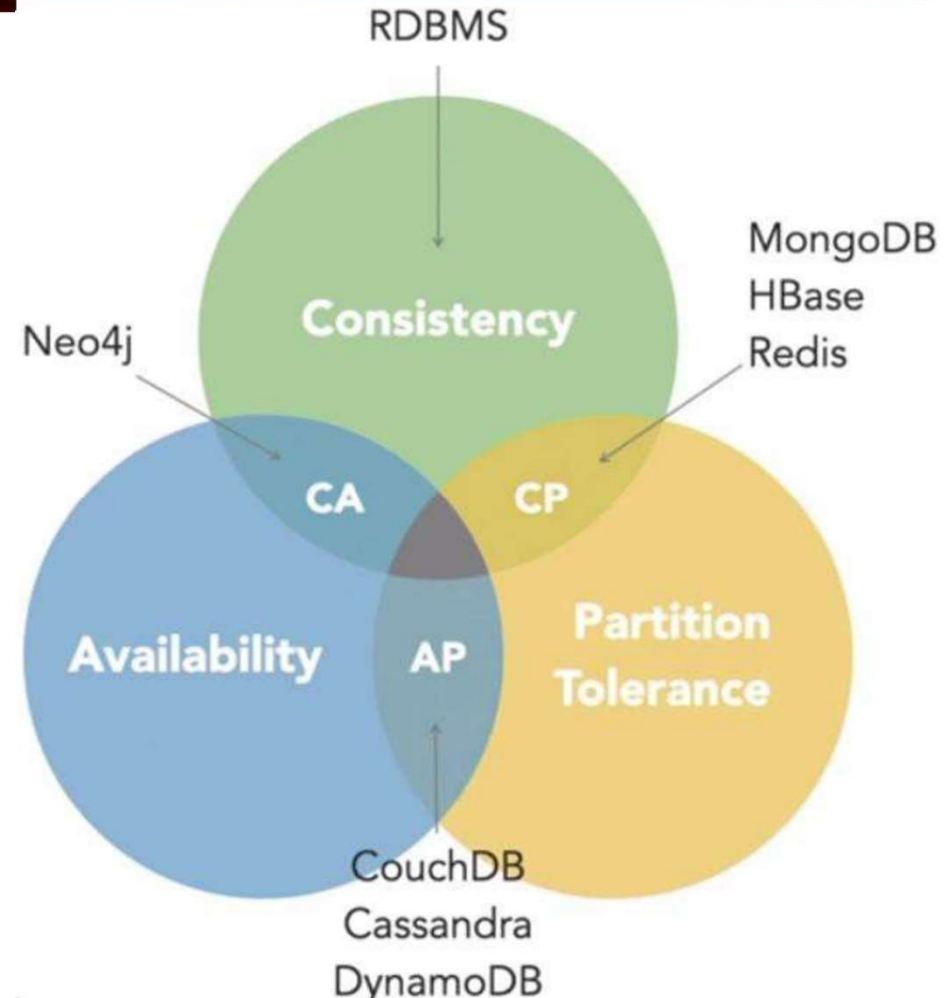 RDBMS
MongoDB
HBase
Redis
Consistency
Neo4j
CA
CP
Availability
AP
Partition
Tolerance
CouchDB
Cassandra
DynamoDB